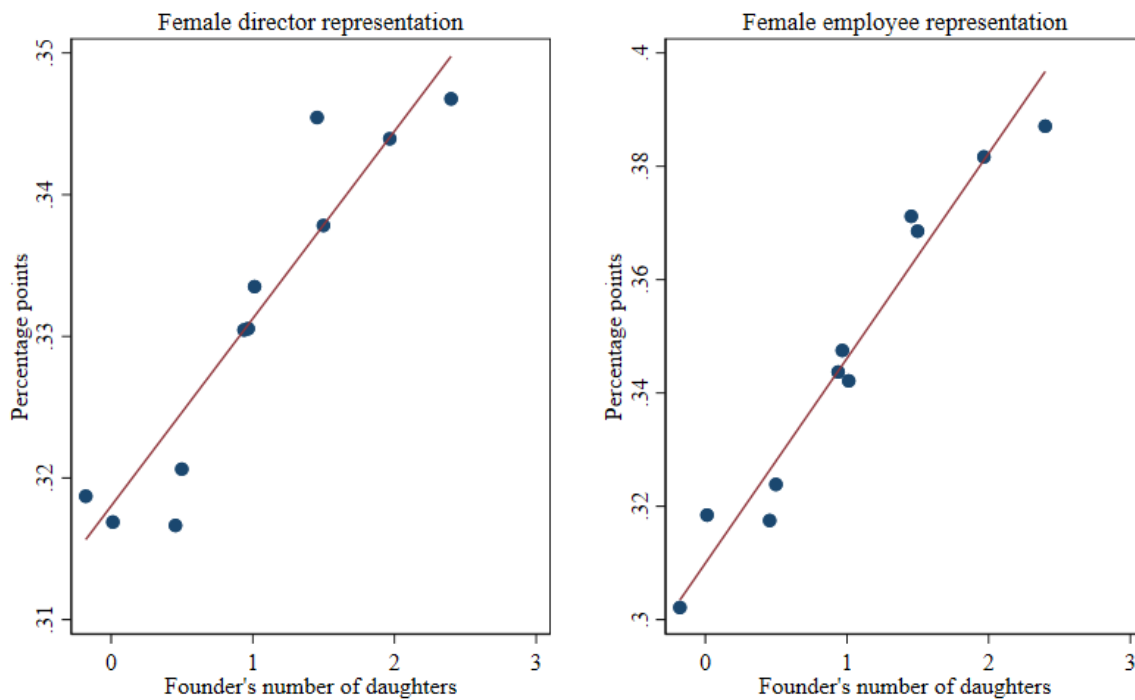 Female director representation
Percentage points
.35
.34
.33
.32
.31
0 1 2 3
Founder's number of daughters
Female employee representation
Percentage points
.4
.38
.36
.34
.32
.3
0 1 2 3
Founder's number of daughters